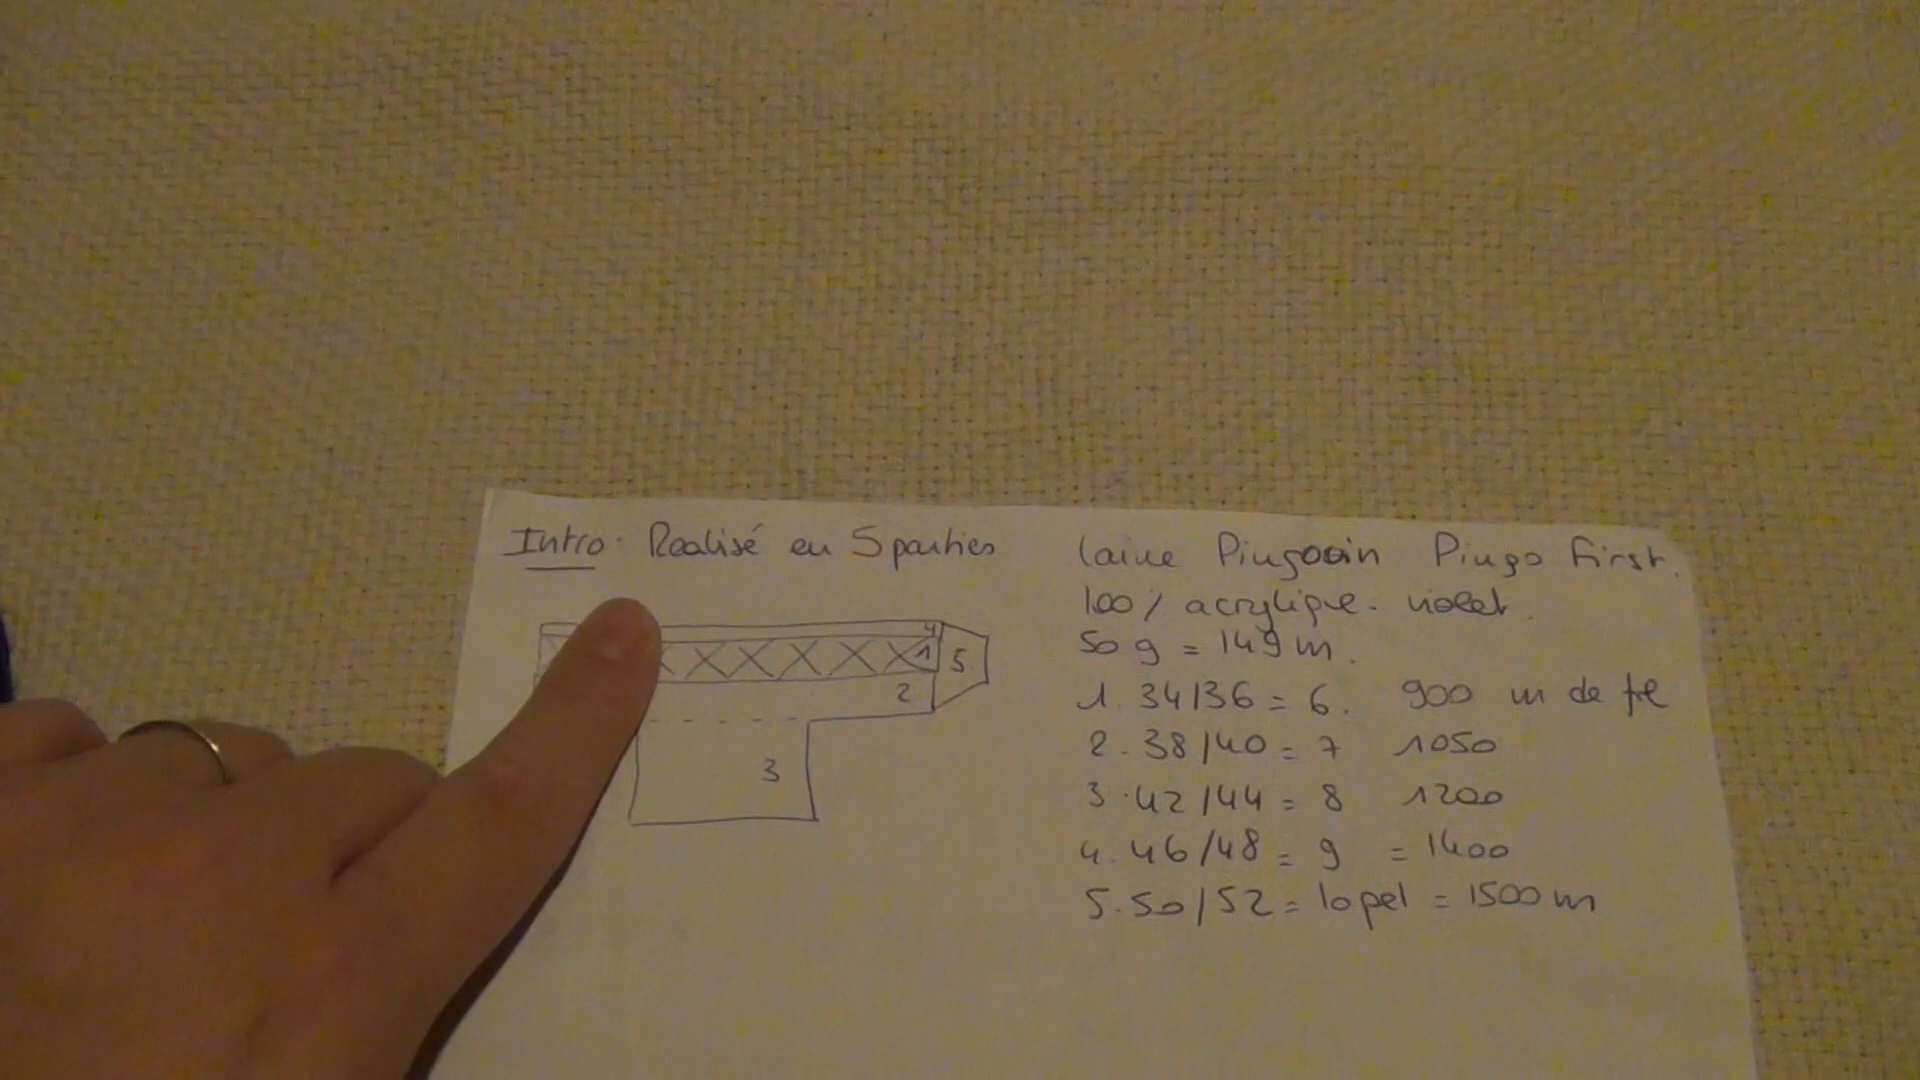 Intro. Realisé en 5 parties
4
1
5
2
3
laine Pingouin Pingo First.
100% acrylique. violet.
50 g = 149 m.
1. 34/36 = 6. 900 m de fil
2. 38/40 = 7 1050
3. 42/44 = 8 1200
4. 46/48 = 9 = 1400
5. 50/52 = 10 pel = 1500 m